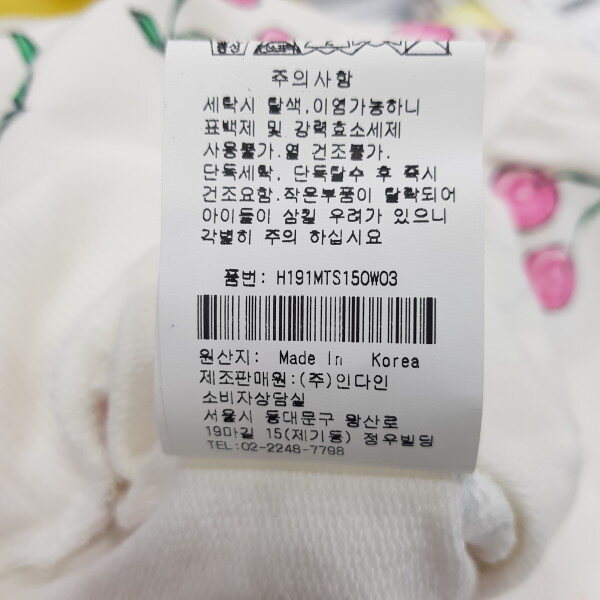 주의사항
세탁시 탈색,이염가능하니
표백제 및 강력효소세제
사용불가.열 건조불가.
단독세탁, 단독탈수 후 즉시
건조요함.작은부품이 탈락되어
아이들이 삼킬 우려가 있으니
각별히 주의 하십시요
품번: H191MTS150W03
원산지: Made in Korea
제조판매원:(주)인다인
소비자상담실
서울시 동대문구 왕산로
19마길 15(제기동) 정우빌딩
TEL:02-2248-7798